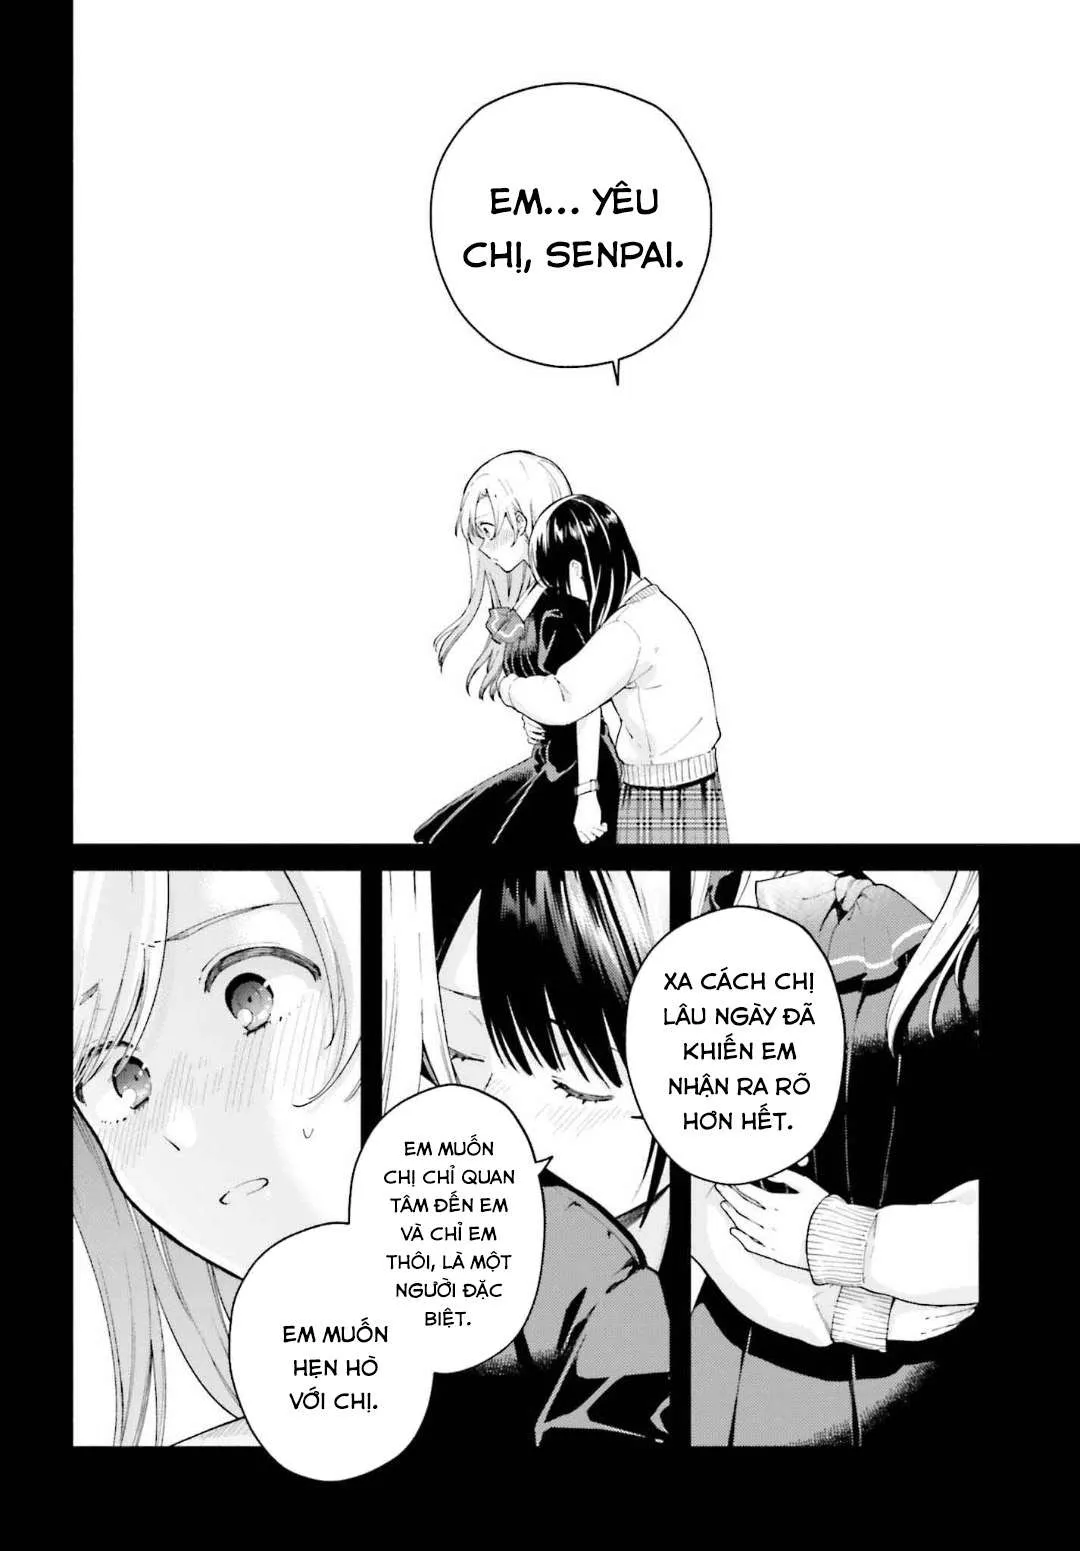 EM... YÊU
CHỊ, SENPAI.
XA CÁCH CHỊ
LÂU NGÀY ĐÃ
KHIẾN EM
NHẬN RA RÕ
HƠN HẾT.
EM MUỐN
CHỊ CHỈ QUAN
TÂM ĐẾN EM
VÀ CHỈ EM
THÔI, LÀ MỘT
NGƯỜI ĐẶC
BIỆT.
EM MUỐN
HẸN HÒ
VỚI CHỊ.